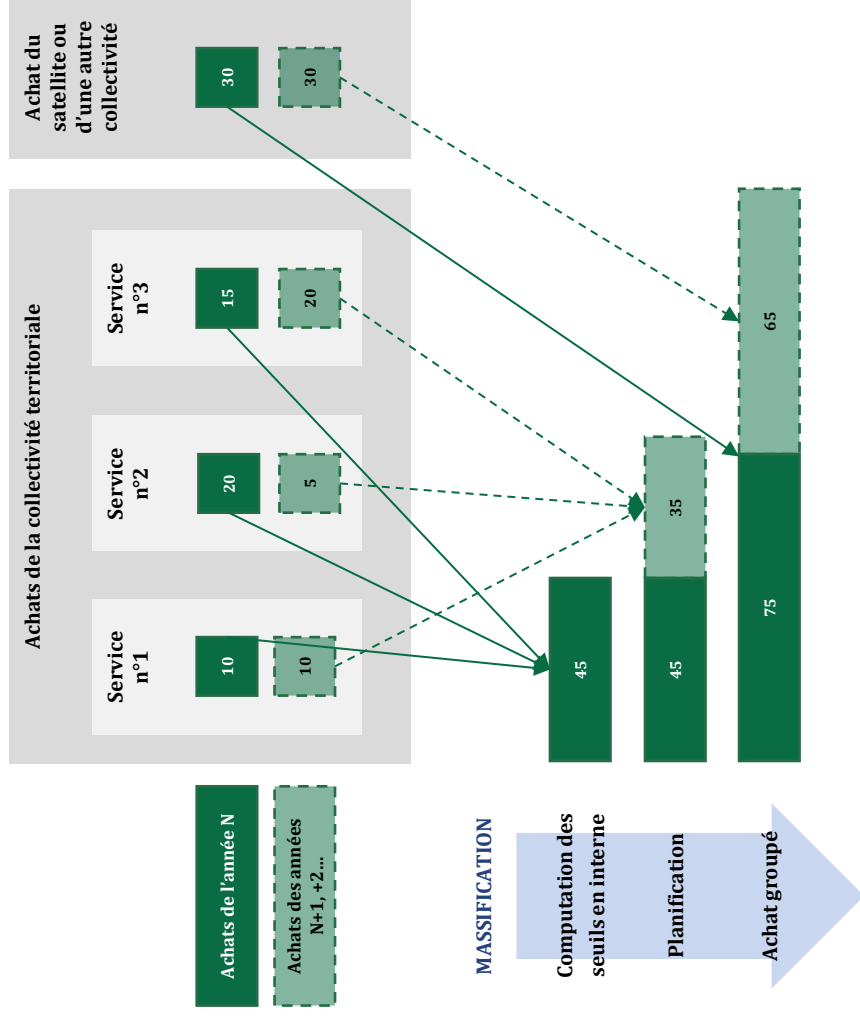 Achats de la collectivité territoriale
Achat du
satellite ou
d'une autre
collectivité
Service
n°1
Service
n°2
Service
n°3
Achats de l'année N
10
20
15
30
Achats des années
N+1, +2...
10
5
20
30
MASSIFICATION
Computation des
seuils en interne
45
Planification
45
35
Achat groupé
75
65